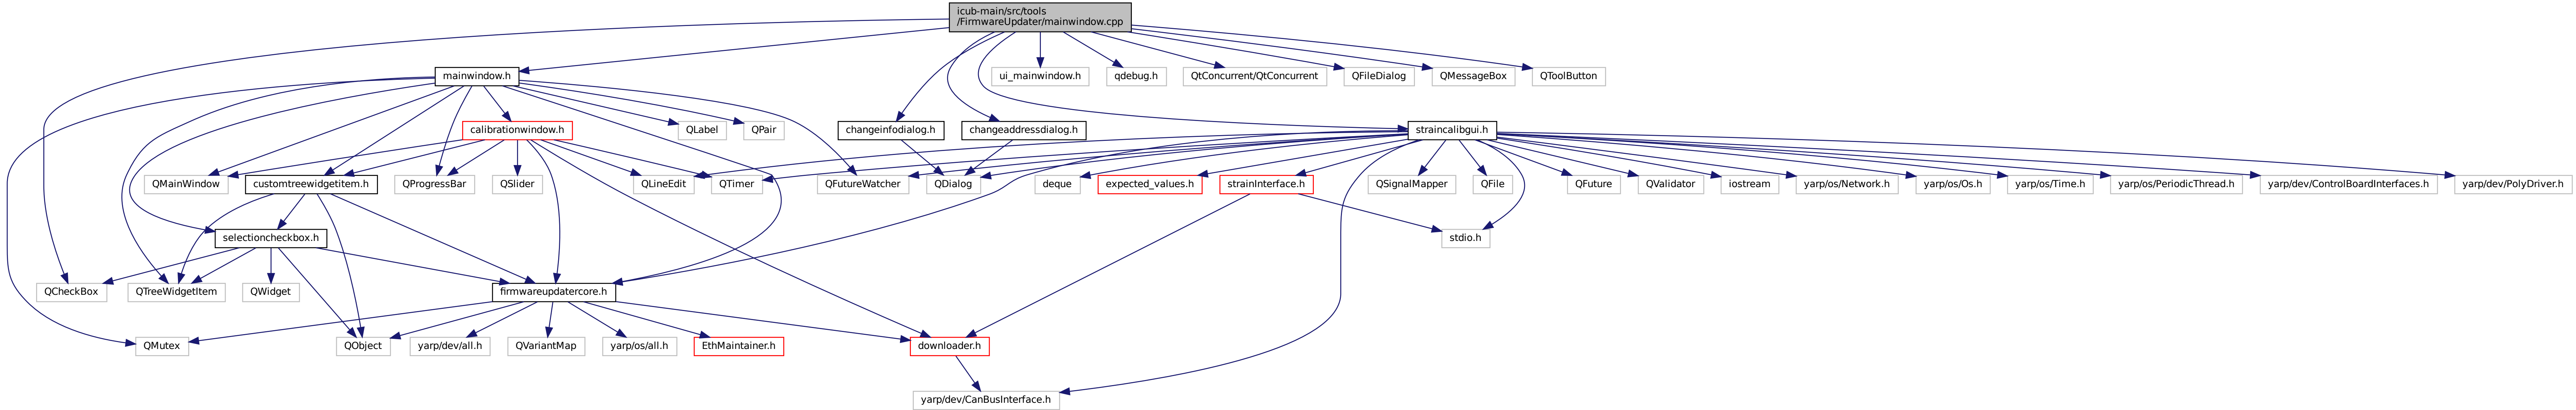 icub-main/src/tools
/FirmwareUpdater/mainwindow.cpp
mainwindow.h
ui_mainwindow.h
qdebug.h
QtConcurrent/QtConcurrent
QFileDialog
QMessageBox
QToolButton
calibrationwindow.h
QLabel
QPair
changeinfodialog.h
changeaddressdialog.h
straincalibgui.h
QMainWindow
customtreewidgetitem.h
QProgressBar
QSlider
QLineEdit
QTimer
QFutureWatcher
QDialog
deque
expected_values.h
strainInterface.h
QSignalMapper
QFile
QFuture
QValidator
iostream
yarp/os/Network.h
yarp/os/Os.h
yarp/os/Time.h
yarp/os/PeriodicThread.h
yarp/dev/ControlBoardInterfaces.h
yarp/dev/PolyDriver.h
selectioncheckbox.h
stdio.h
QCheckBox
QTreeWidgetItem
QWidget
firmwareupdatercore.h
QMutex
QObject
yarp/dev/all.h
QVariantMap
yarp/os/all.h
EthMaintainer.h
downloader.h
yarp/dev/CanBusInterface.h